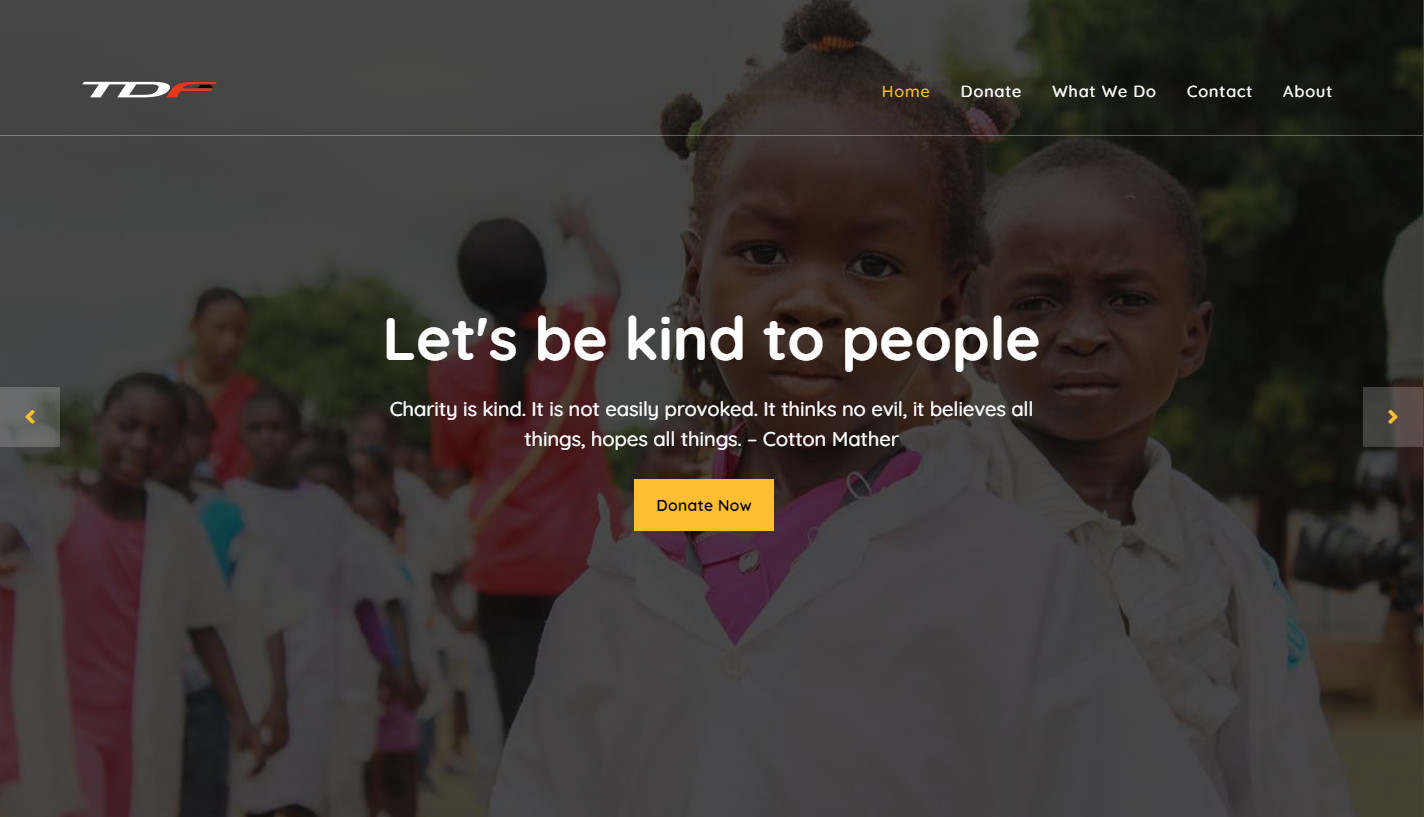 TDF
Home Donate What We Do Contact About
Let's be kind to people
Charity is kind. It is not easily provoked. It thinks no evil, it believes all
things, hopes all things. – Cotton Mather
Donate Now